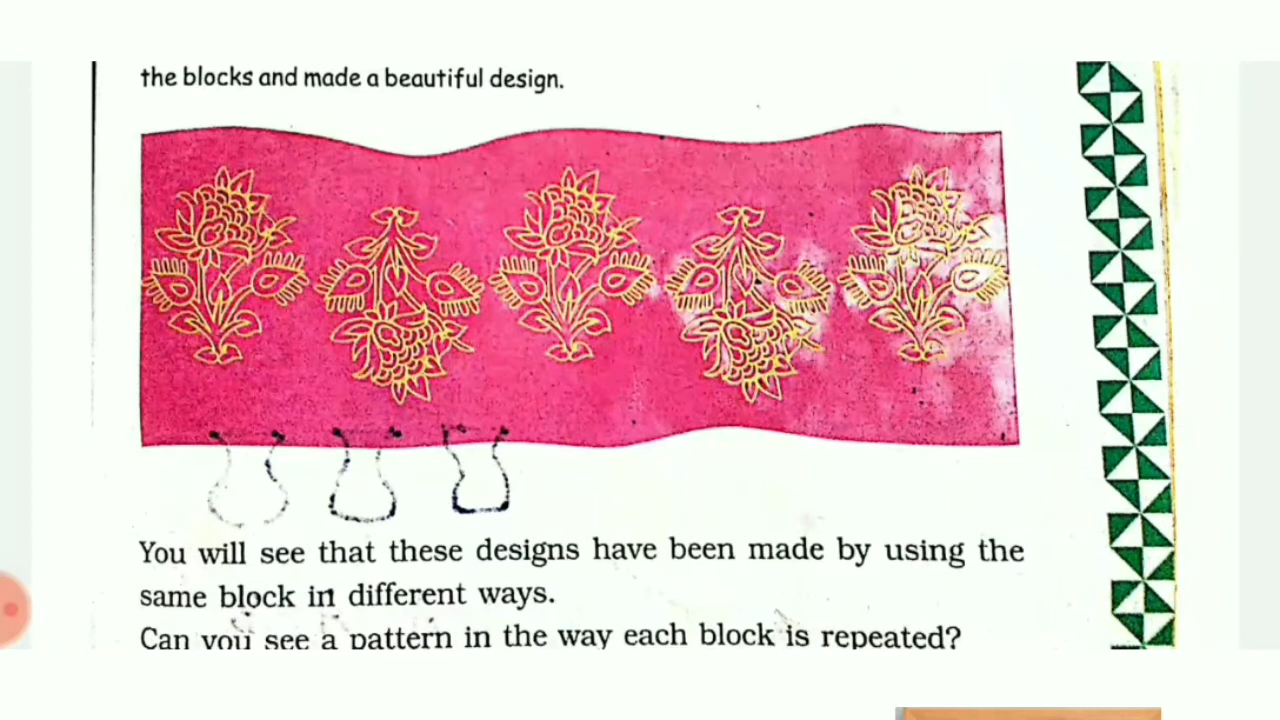 the blocks and made a beautiful design.
You will see that these designs have been made by using the
same block in different ways.
Can you see a pattern in the way each block is repeated?